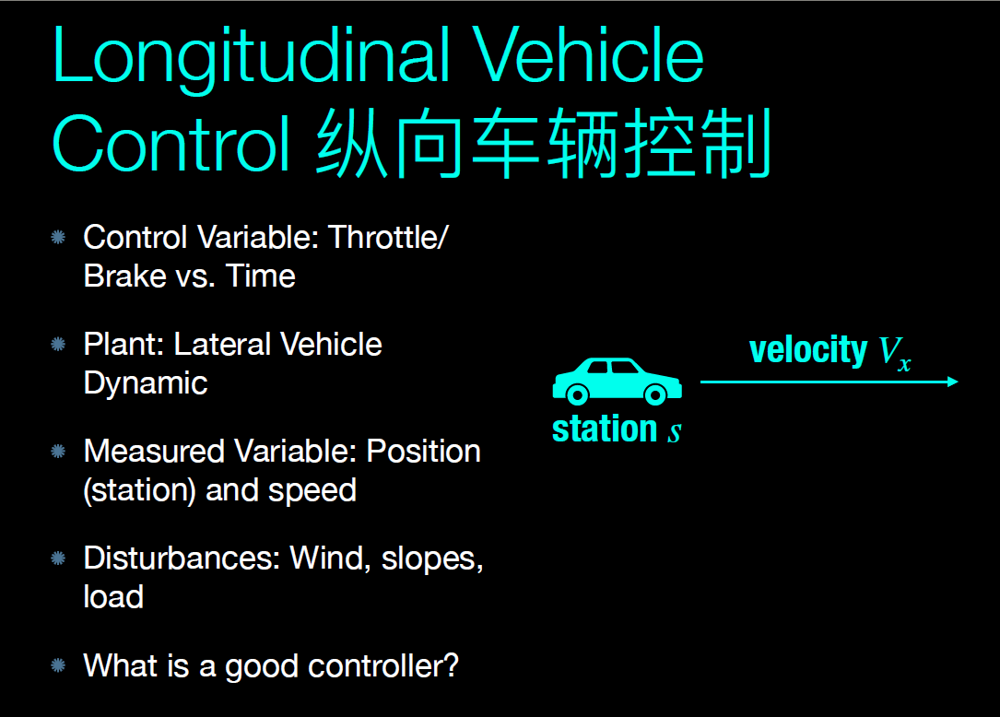 Longitudinal Vehicle
Control 纵向车辆控制
Control Variable: Throttle/
Brake vs. Time
Plant: Lateral Vehicle
Dynamic
Measured Variable: Position
(station) and speed
Disturbances: Wind, slopes,
load
What is a good controller?
velocity Vₓ
station s